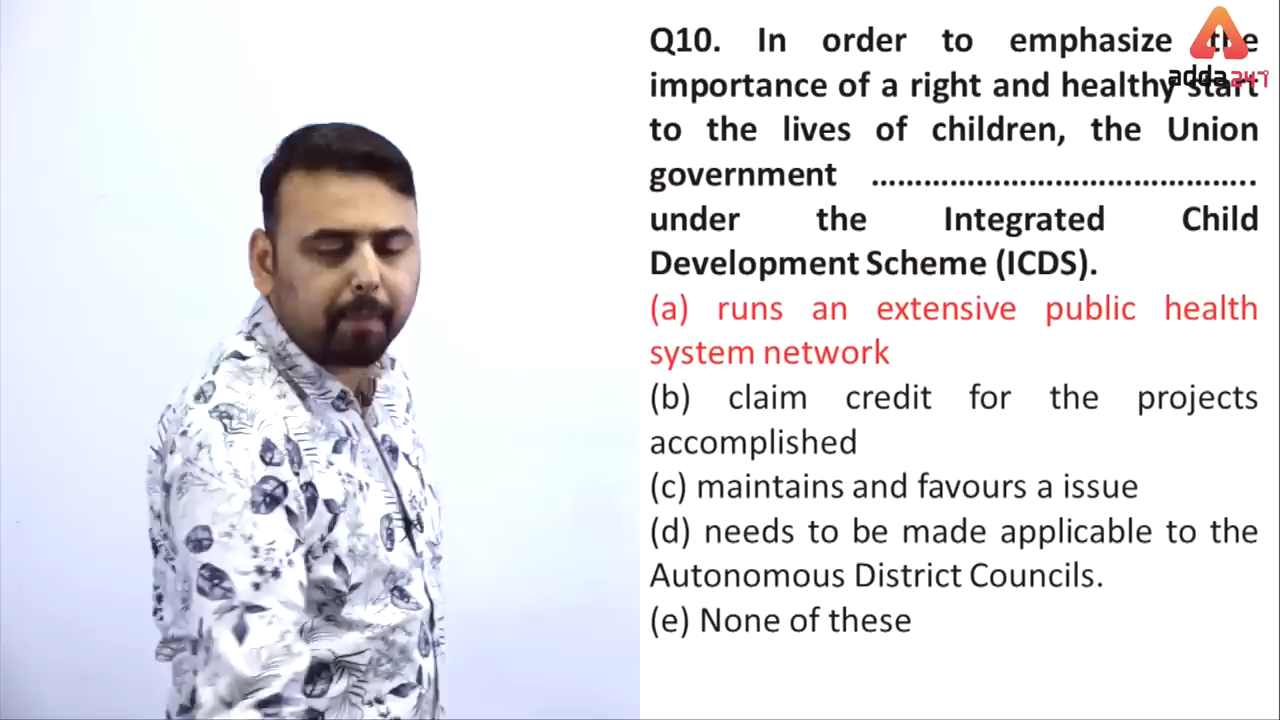 Q10. In order to emphasize the
importance of a right and healthy start
to the lives of children, the Union
government ………………………………………..
under the Integrated Child
Development Scheme (ICDS).
(a) runs an extensive public health
system network
(b) claim credit for the projects
accomplished
(c) maintains and favours a issue
(d) needs to be made applicable to the
Autonomous District Councils.
(e) None of these
adda247